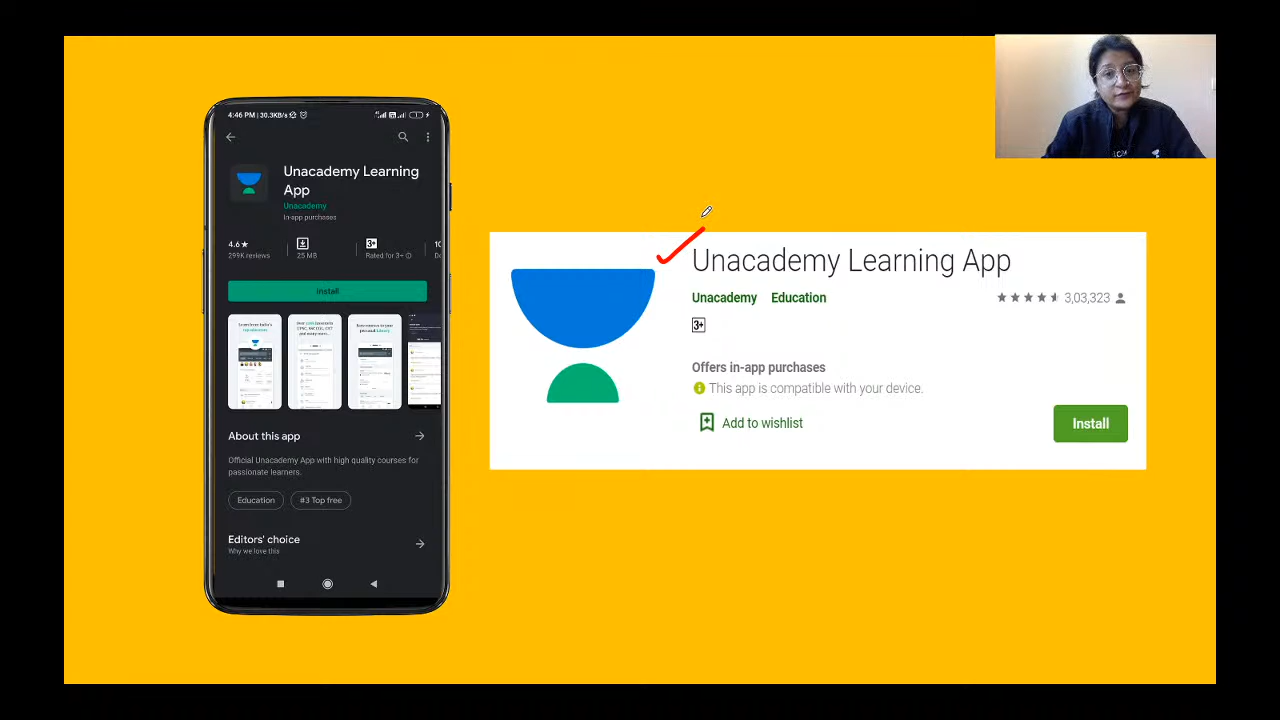 4:46 PM | 30.3KB/s
Unacademy Learning
App
Unacademy
In-app purchases
4.6★
299K reviews
25 MB
3+
Rated for 3+
Install
About this app
Official Unacademy App with high quality courses for
passionate learners.
Education
#3 Top free
Editors' choice
Why we love this
Unacademy Learning App
Unacademy Education
3,03,323
3+
Offers in-app purchases
This app is compatible with your device.
Add to wishlist
Install